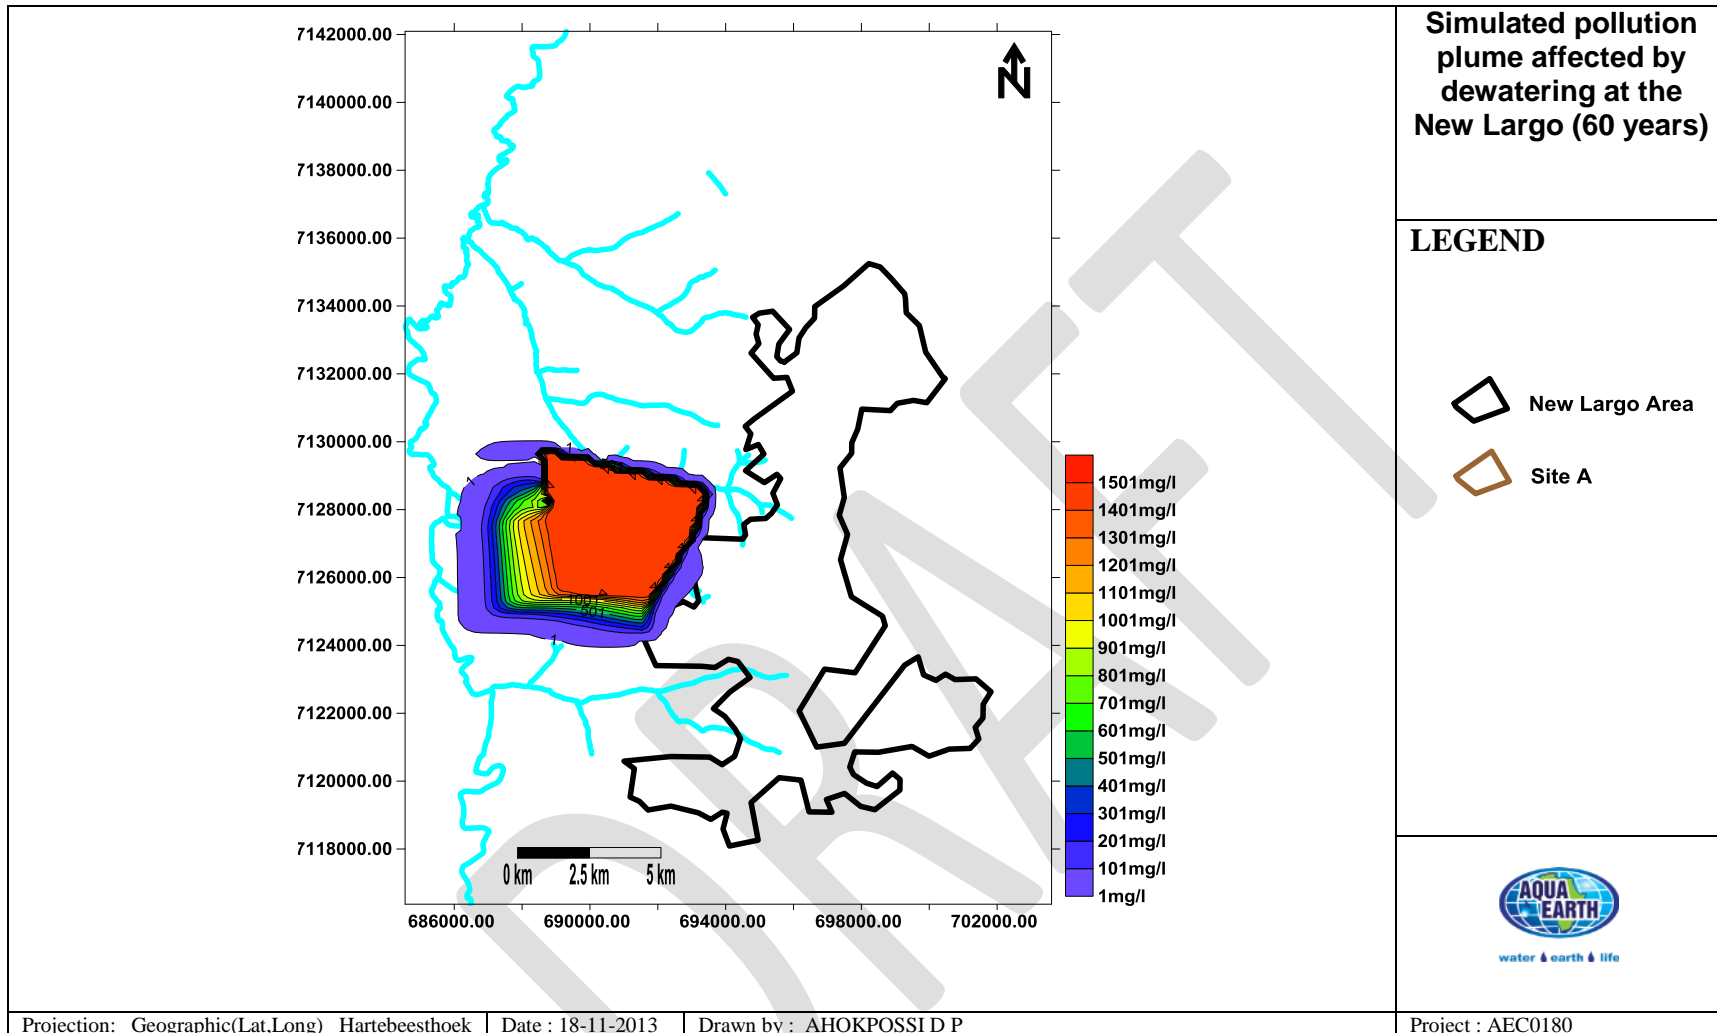 Simulated pollution
plume affected by
dewatering at the
New Largo (60 years)
LEGEND
New Largo Area
Site A
7142000.00
7140000.00
7138000.00
7136000.00
7134000.00
7132000.00
7130000.00
7128000.00
7126000.00
7124000.00
7122000.00
7120000.00
7118000.00
686000.00 690000.00 694000.00 698000.00 702000.00
N
1
1
1
1001
501
0 km 2.5 km 5 km
1501mg/l
1401mg/l
1301mg/l
1201mg/l
1101mg/l
1001mg/l
901mg/l
801mg/l
701mg/l
601mg/l
501mg/l
401mg/l
301mg/l
201mg/l
101mg/l
1mg/l
DRAFT
AQUA
EARTH
water earth life
Projection: Geographic(Lat,Long) Hartebeesthoek Date : 18-11-2013 Drawn by : AHOKPOSSI D P Project : AEC0180